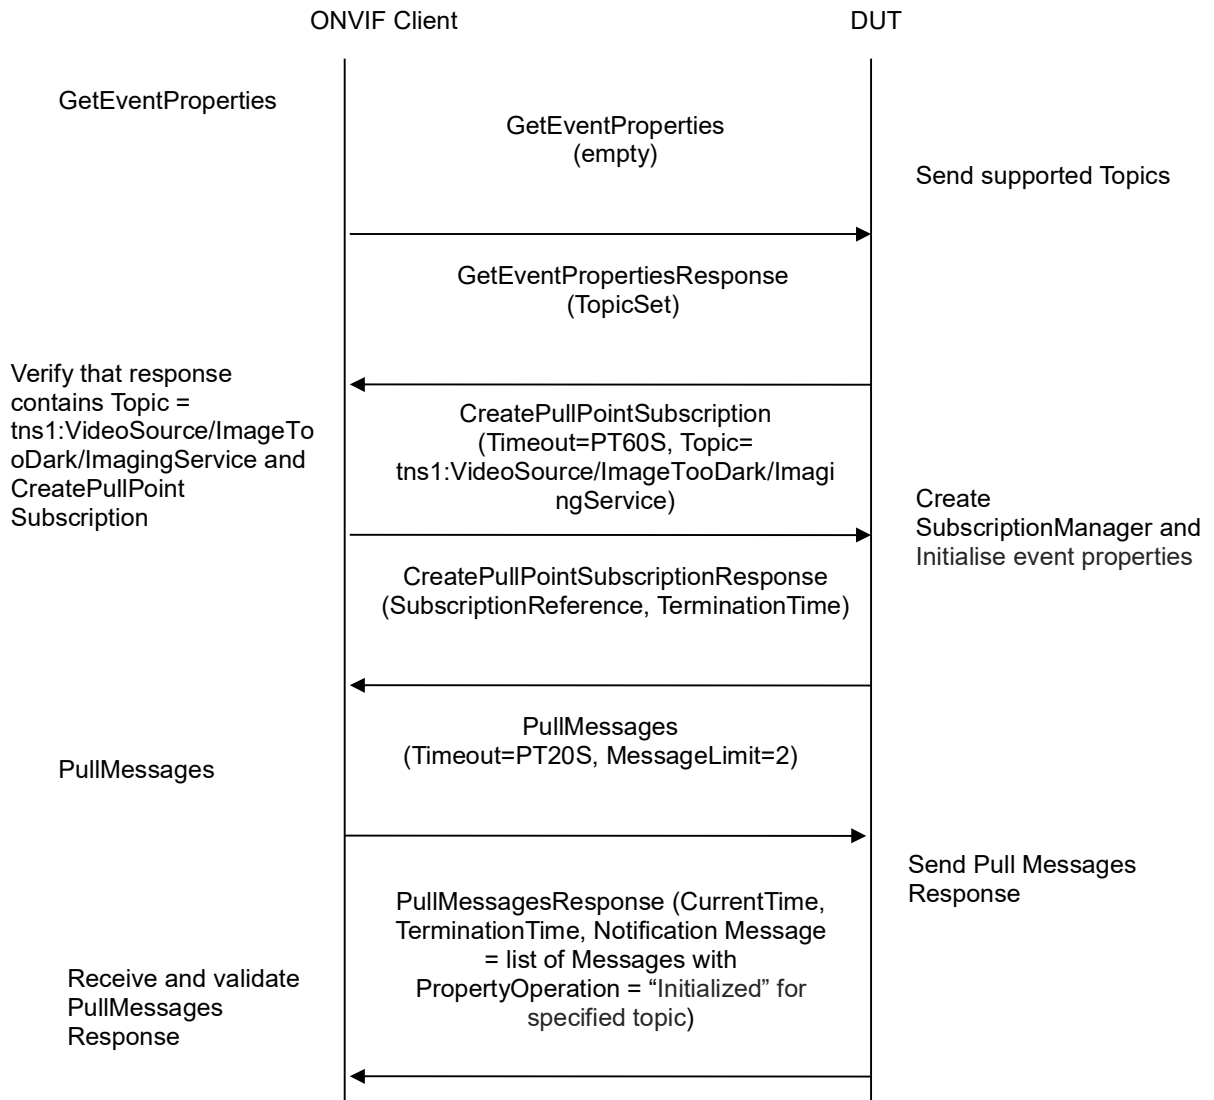 ONVIF Client
DUT
GetEventProperties
GetEventProperties
(empty)
Send supported Topics
GetEventPropertiesResponse
(TopicSet)
Verify that response
contains Topic =
tns1:VideoSource/ImageTo
oDark/ImagingService and
CreatePullPoint
Subscription
CreatePullPointSubscription
(Timeout=PT60S, Topic=
tns1:VideoSource/ImageTooDark/Imagi
ngService)
Create
SubscriptionManager and
Initialise event properties
CreatePullPointSubscriptionResponse
(SubscriptionReference, TerminationTime)
PullMessages
(Timeout=PT20S, MessageLimit=2)
PullMessages
Send Pull Messages
Response
PullMessagesResponse (CurrentTime,
TerminationTime, Notification Message
= list of Messages with
PropertyOperation = “Initialized” for
specified topic)
Receive and validate
PullMessages
Response